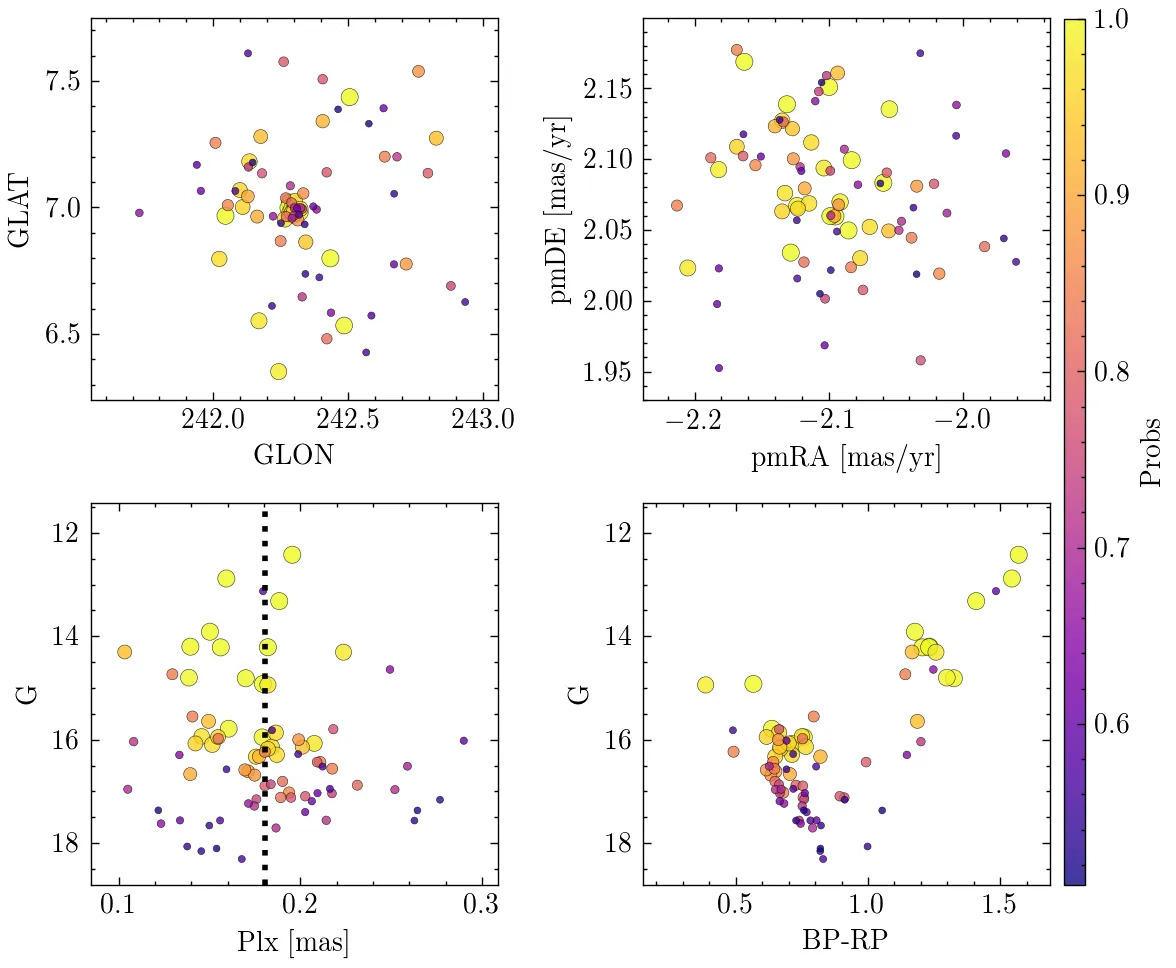 7.5
7.0
6.5
GLAT
242.0 242.5 243.0
GLON
2.15
2.10
2.05
2.00
1.95
pmDE [mas/yr]
−2.2 −2.1 −2.0
pmRA [mas/yr]
12
14
16
18
G
0.1 0.2 0.3
Plx [mas]
12
14
16
18
G
0.5 1.0 1.5
BP-RP
1.0
0.9
0.8
0.7
0.6
Probs